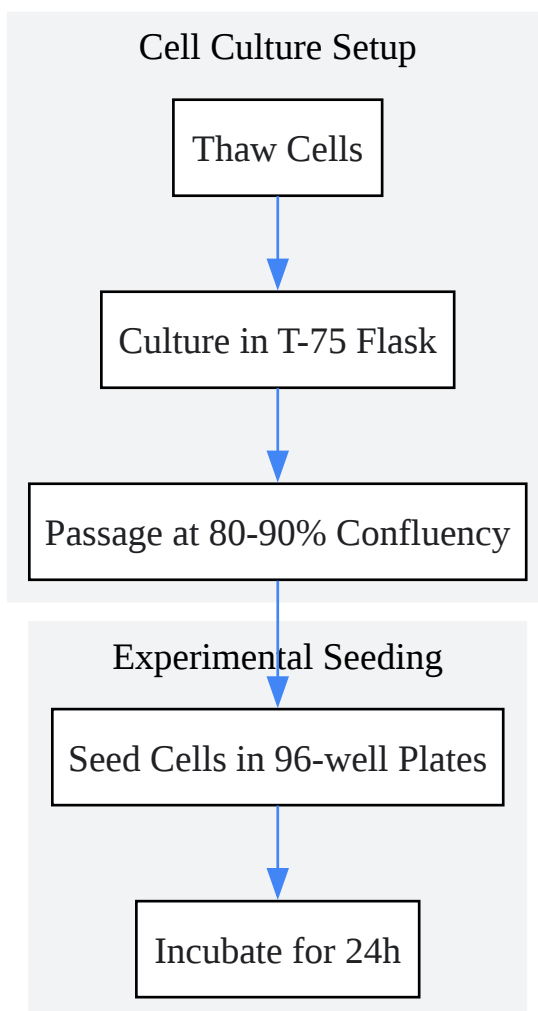 Cell Culture Setup
Thaw Cells
Culture in T-75 Flask
Passage at 80-90% Confluency
Experimental Seeding
Seed Cells in 96-well Plates
Incubate for 24h